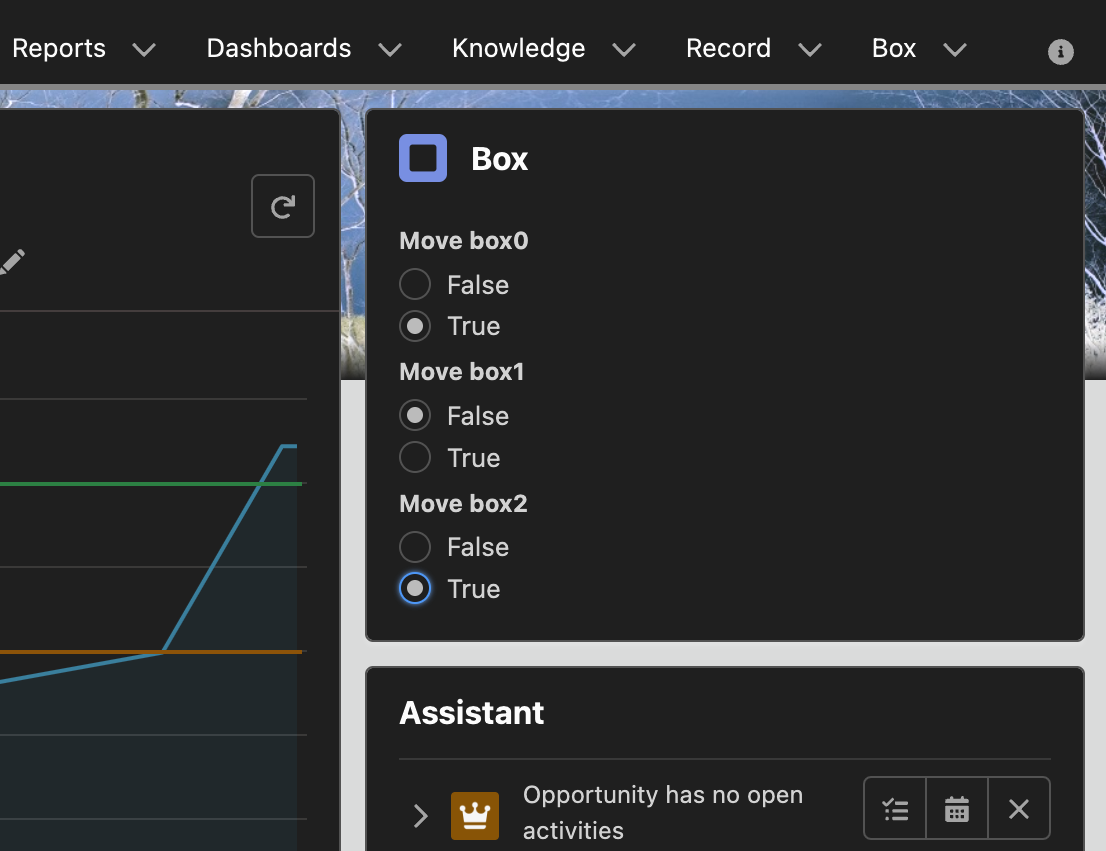 Reports Dashboards Knowledge Record Box
Box
Move box0
False
True
Move box1
False
True
Move box2
False
True
Assistant
Opportunity has no open
activities